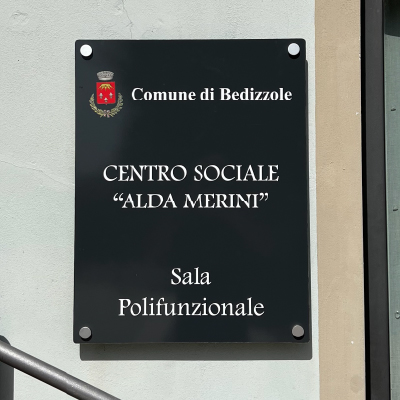 Comune di Bedizzole
CENTRO SOCIALE
“ALDA MERINI”
Sala
Polifunzionale